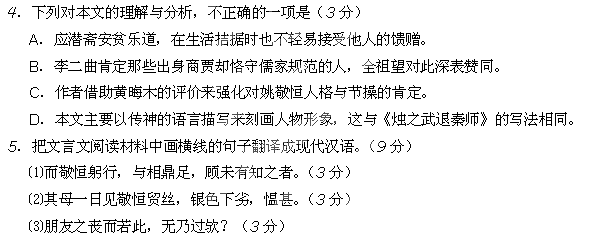 4. 下列对本文的理解与分析，不正确的一项是（3分）
A. 应潜斋安贫乐道，在生活拮据时也不轻易接受他人的馈赠。
B. 李二曲肯定那些出身商贾却恪守儒家规范的人，全祖望对此深表赞同。
C. 作者借助黄晦木的评价来强化对姚敬恒人格与节操的肯定。
D. 本文主要以传神的语言描写来刻画人物形象，这与《烛之武退秦师》的写法相同。
5. 把文言文阅读材料中画横线的句子翻译成现代汉语。（9分）
⑴而敬恒躬行，与相鼎足，顾未有知之者。（3分）
⑵其母一日见敬恒贸丝，银色下劣，愠甚。（3分）
⑶朋友之丧而若此，无乃过欤？（3分）